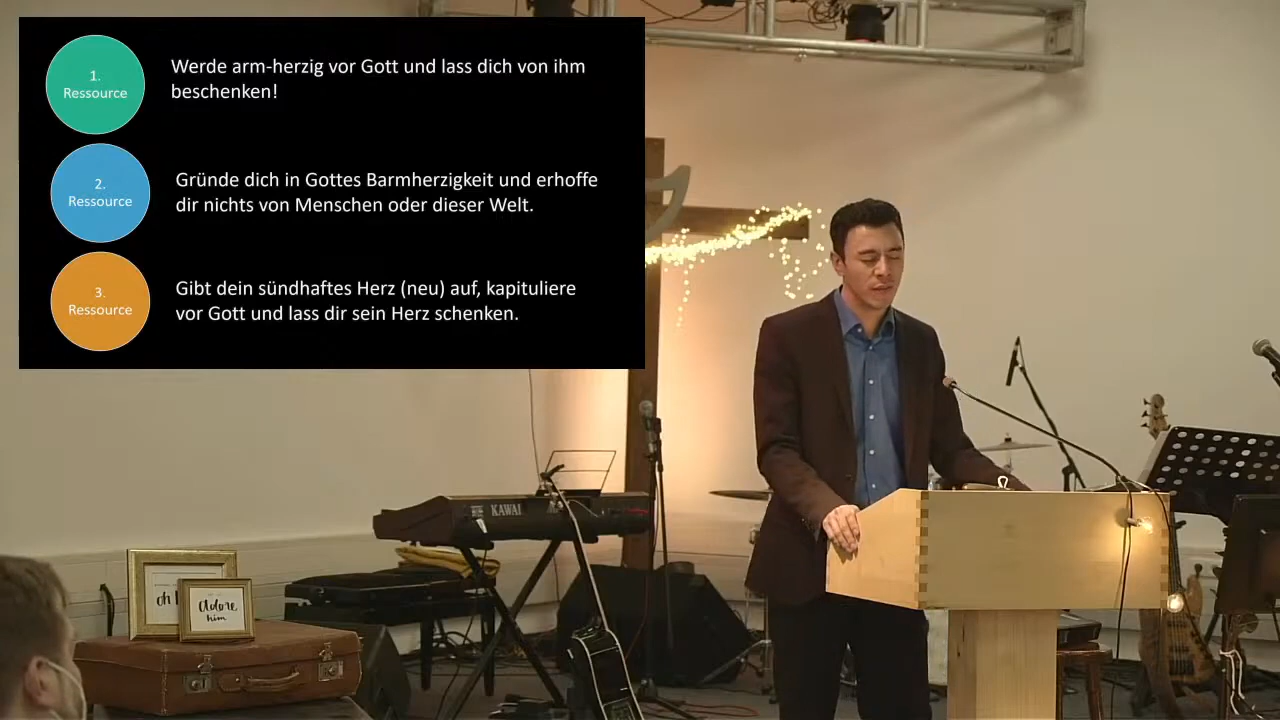 1.
Ressource
Werde arm-herzig vor Gott und lass dich von ihm
beschenken!
2.
Ressource
Gründe dich in Gottes Barmherzigkeit und erhoffe
dir nichts von Menschen oder dieser Welt.
3.
Ressource
Gibt dein sündhaftes Herz (neu) auf, kapituliere
vor Gott und lass dir sein Herz schenken.
KAWAI
oh
adore
him